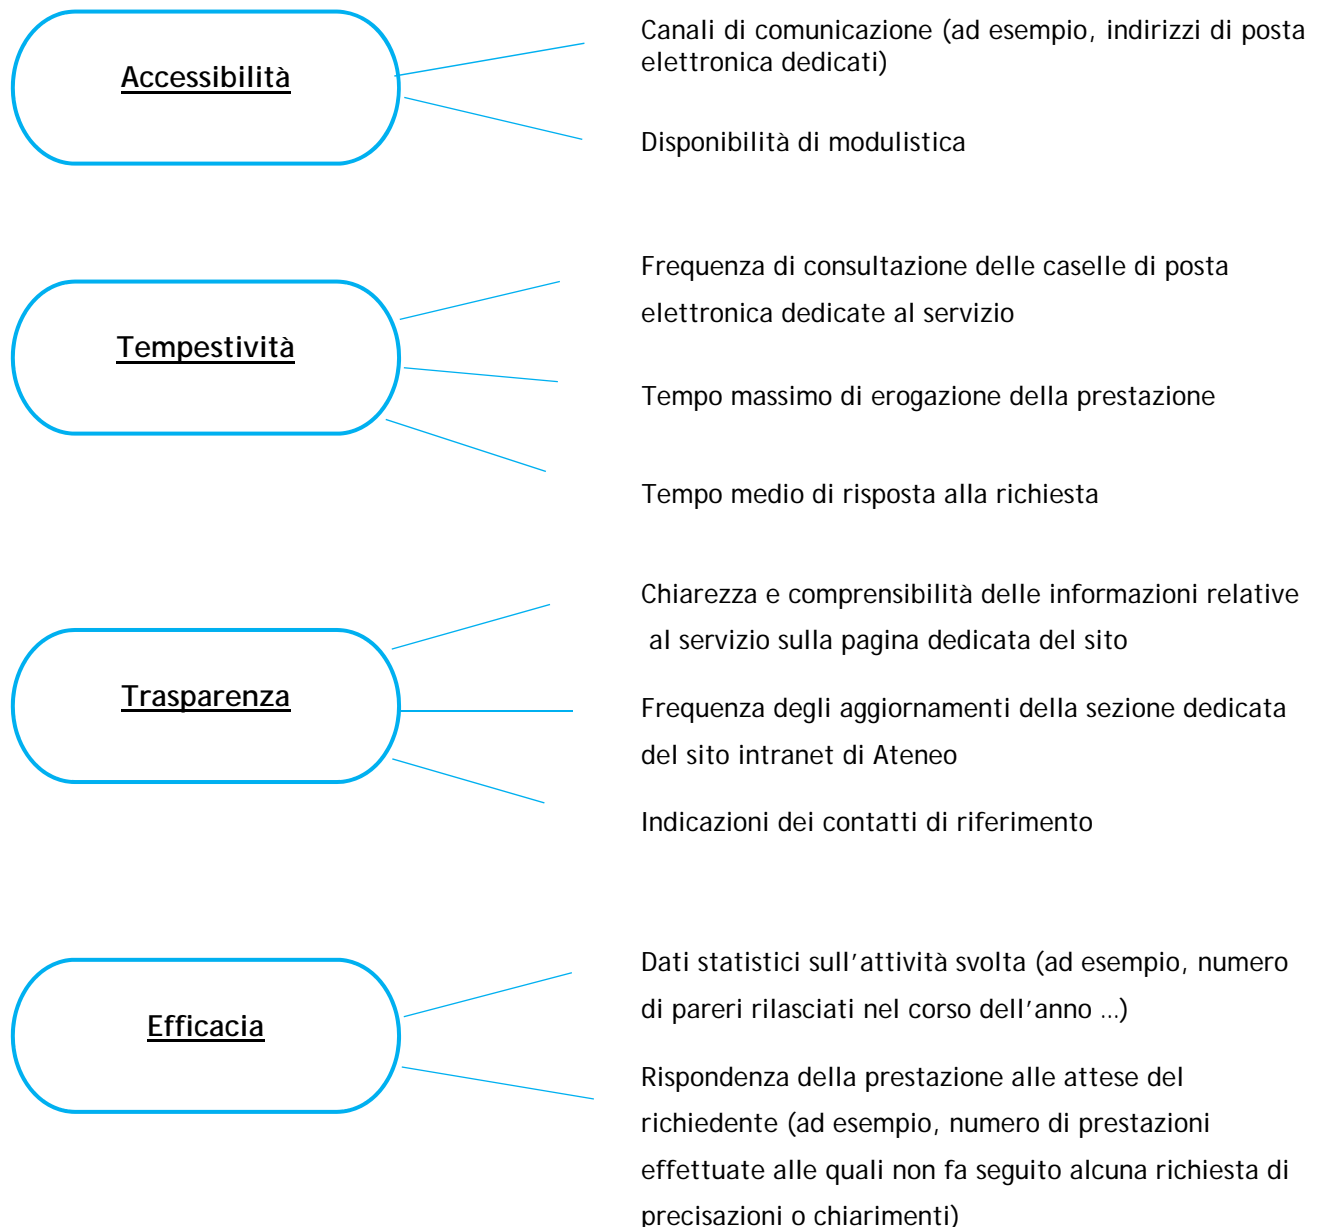 Accessibilità
Canali di comunicazione (ad esempio, indirizzi di posta
elettronica dedicati)
Disponibilità di modulistica
Tempestività
Frequenza di consultazione delle caselle di posta
elettronica dedicate al servizio
Tempo massimo di erogazione della prestazione
Tempo medio di risposta alla richiesta
Trasparenza
Chiarezza e comprensibilità delle informazioni relative
al servizio sulla pagina dedicata del sito
Frequenza degli aggiornamenti della sezione dedicata
del sito intranet di Ateneo
Indicazioni dei contatti di riferimento
Efficacia
Dati statistici sull’attività svolta (ad esempio, numero
di pareri rilasciati nel corso dell’anno …)
Rispondenza della prestazione alle attese del
richiedente (ad esempio, numero di prestazioni
effettuate alle quali non fa seguito alcuna richiesta di
precisazioni o chiarimenti)